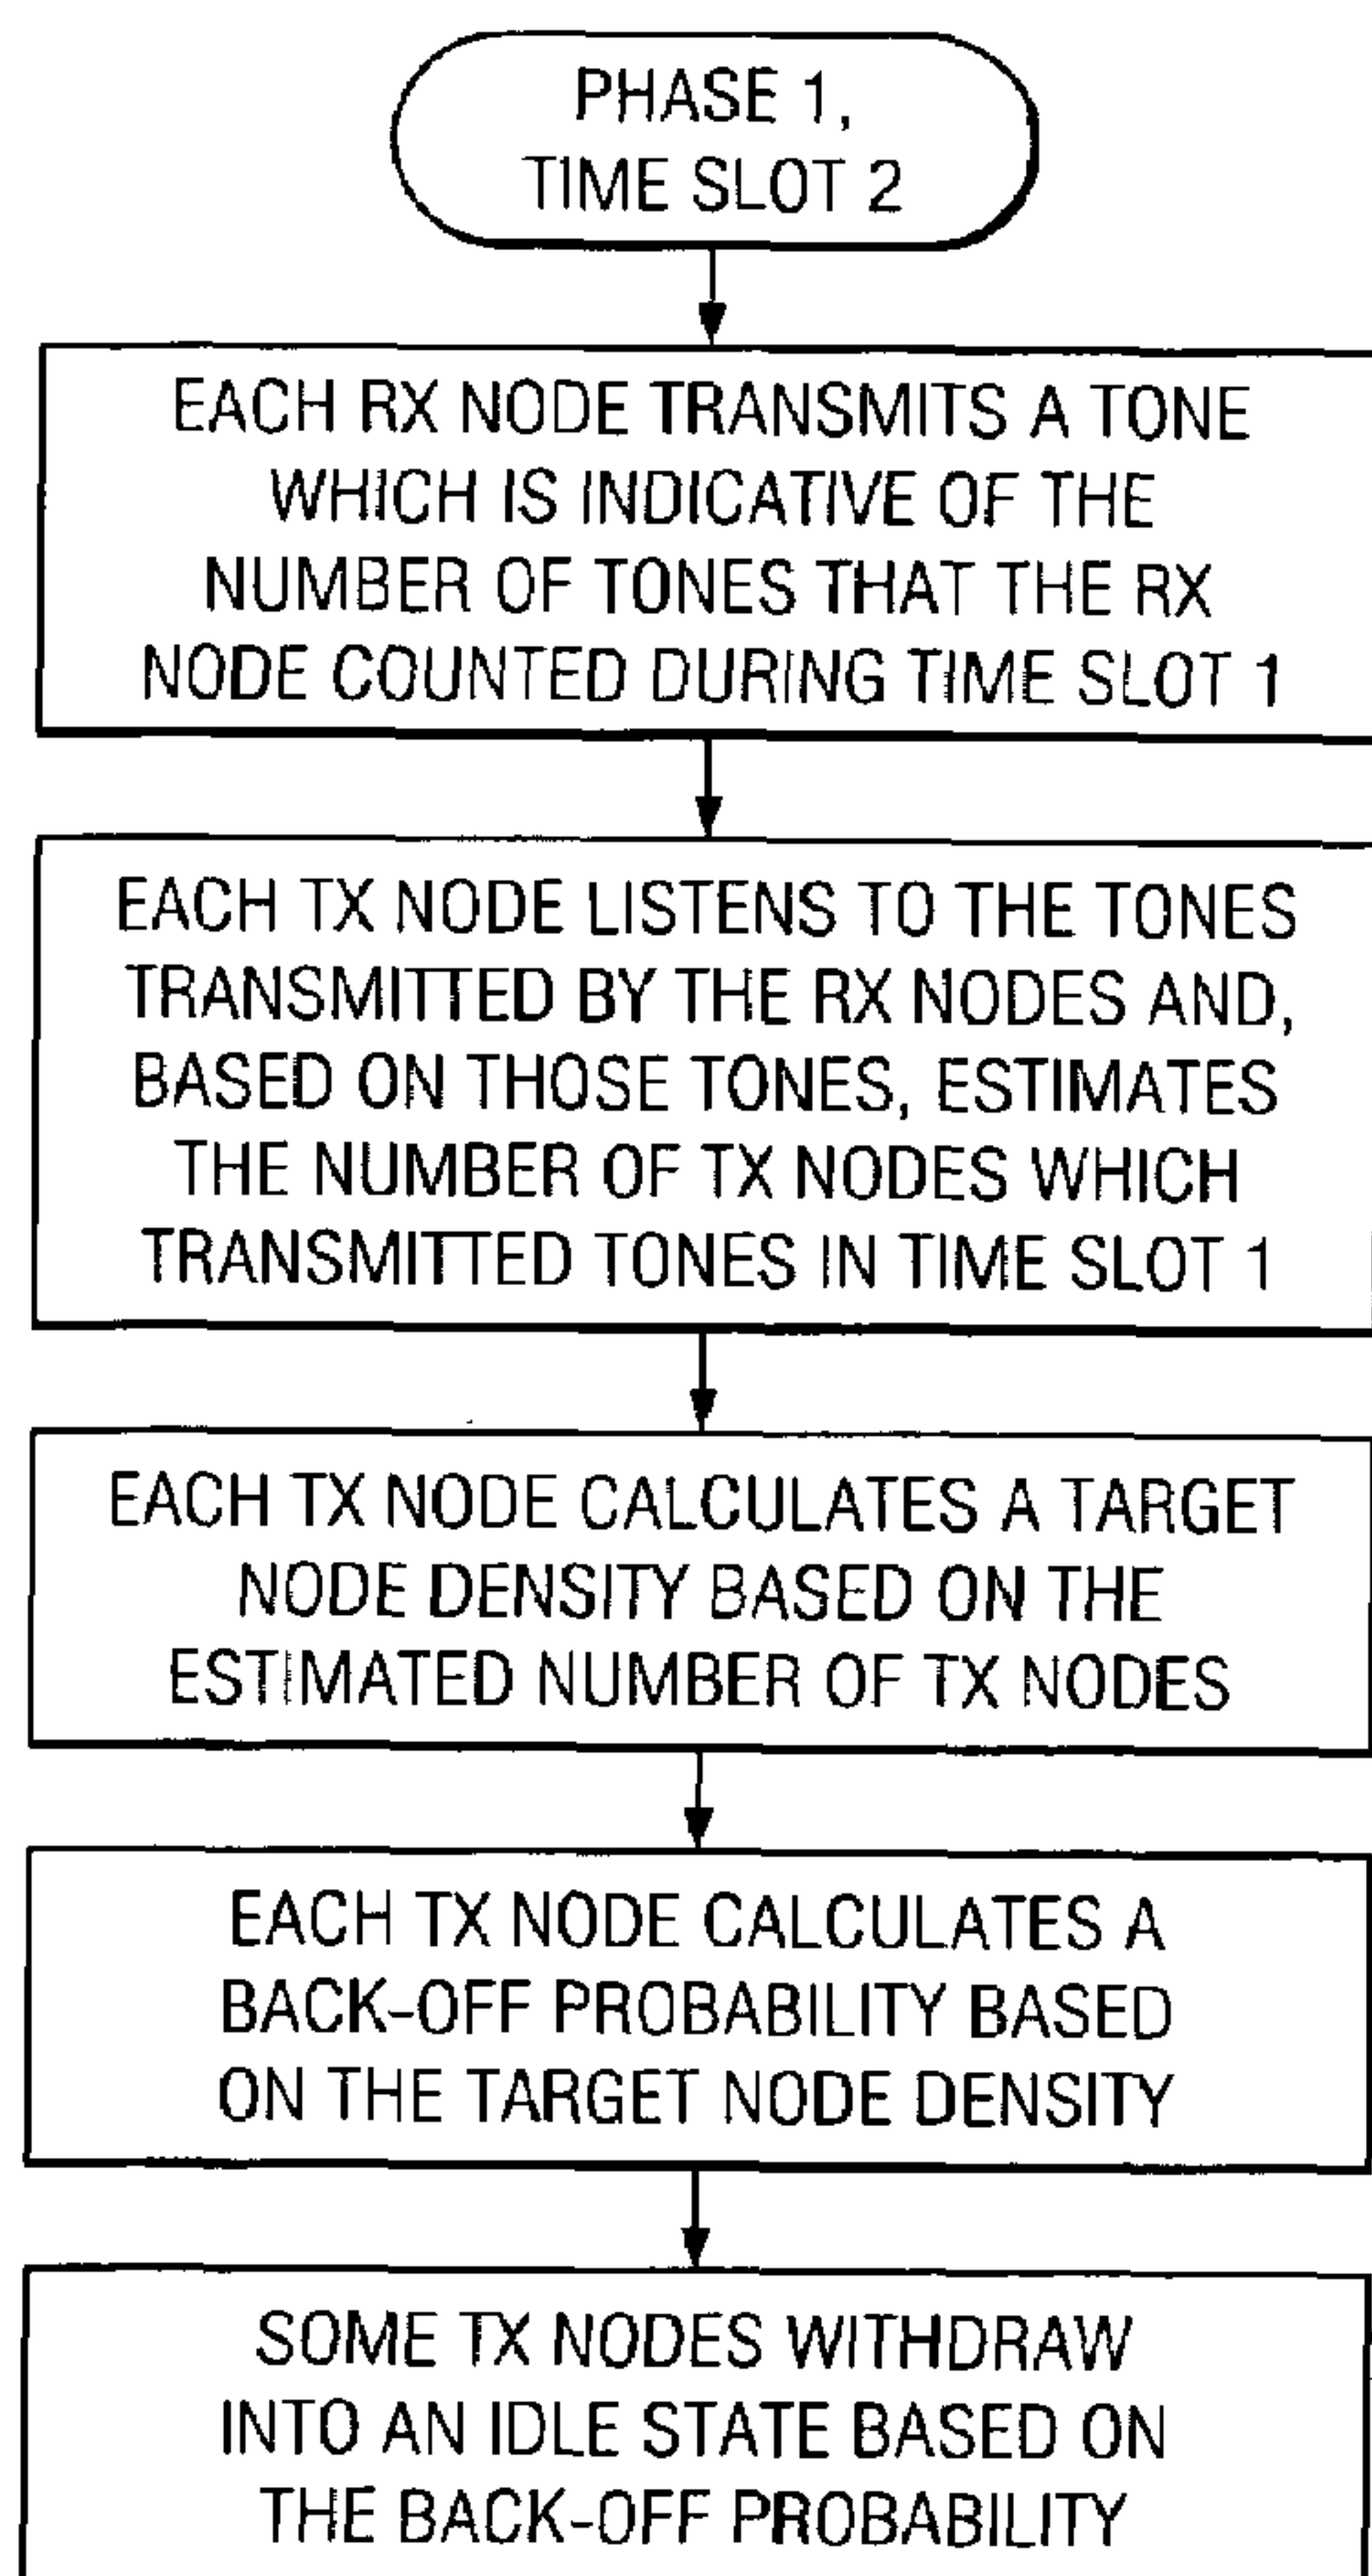 PHASE 1,
TIME SLOT 2
EACH RX NODE TRANSMITS A TONE
WHICH IS INDICATIVE OF THE
NUMBER OF TONES THAT THE RX
NODE COUNTED DURING TIME SLOT 1
EACH TX NODE LISTENS TO THE TONES
TRANSMITTED BY THE RX NODES AND,
BASED ON THOSE TONES, ESTIMATES
THE NUMBER OF TX NODES WHICH
TRANSMITTED TONES IN TIME SLOT 1
EACH TX NODE CALCULATES A TARGET
NODE DENSITY BASED ON THE
ESTIMATED NUMBER OF TX NODES
EACH TX NODE CALCULATES A
BACK-OFF PROBABILITY BASED
ON THE TARGET NODE DENSITY
SOME TX NODES WITHDRAW
INTO AN IDLE STATE BASED ON
THE BACK-OFF PROBABILITY